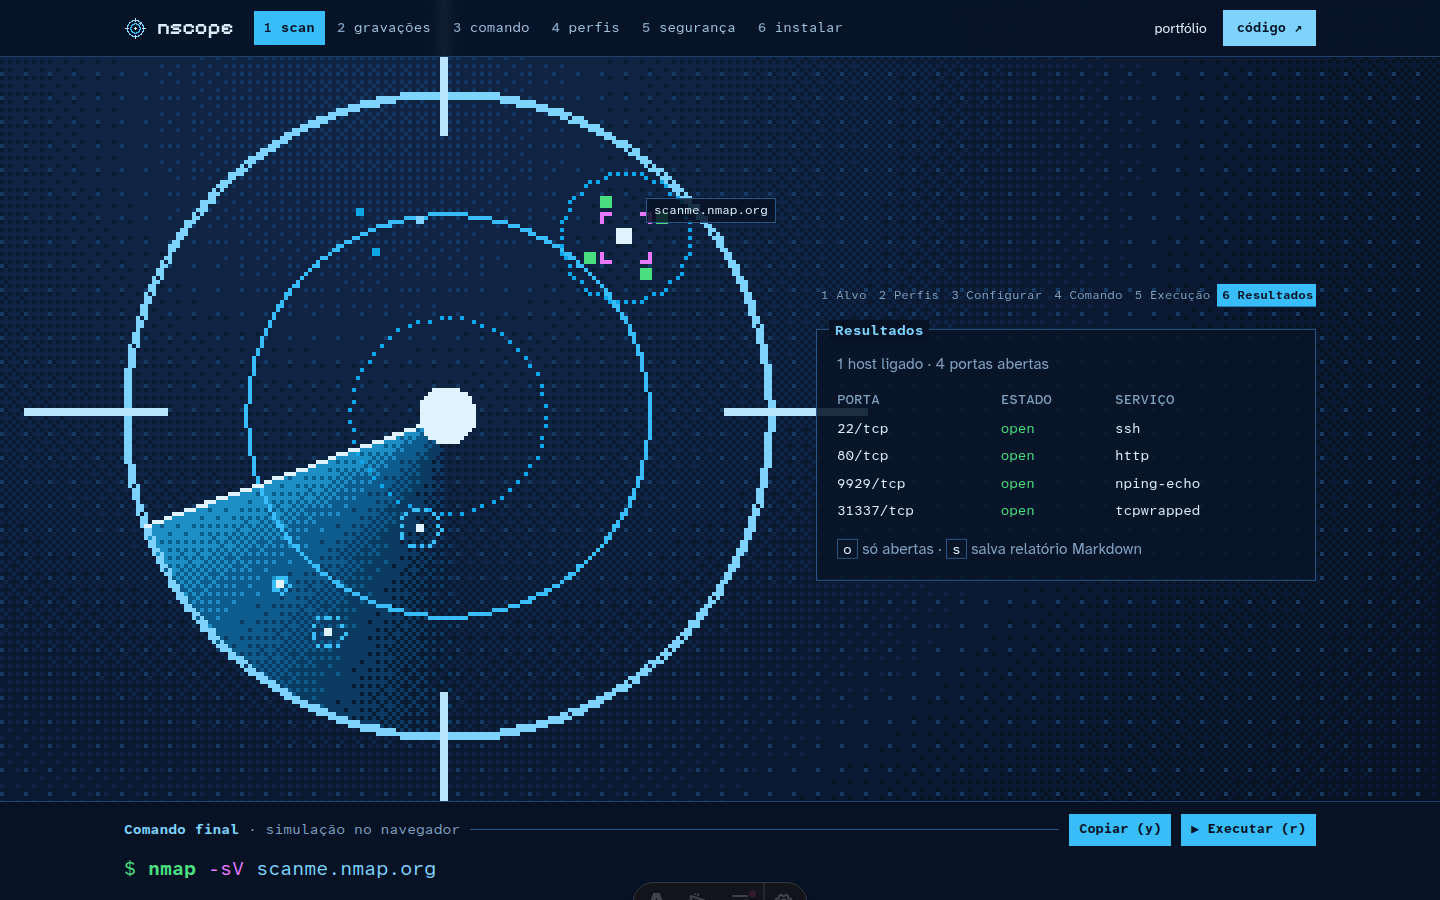 nscope
1 scan
2 gravações
3 comando
4 perfis
5 segurança
6 instalar
portfólio
código ↗
scanme.nmap.org
1 Alvo 2 Perfis 3 Configurar 4 Comando 5 Execução 6 Resultados
Resultados
1 host ligado · 4 portas abertas
PORTA ESTADO SERVIÇO
22/tcp open ssh
80/tcp open http
9929/tcp open nping-echo
31337/tcp open tcpwrapped
o só abertas · s salva relatório Markdown
Comando final · simulação no navegador
Copiar (y)
▶ Executar (r)
$ nmap -sV scanme.nmap.org